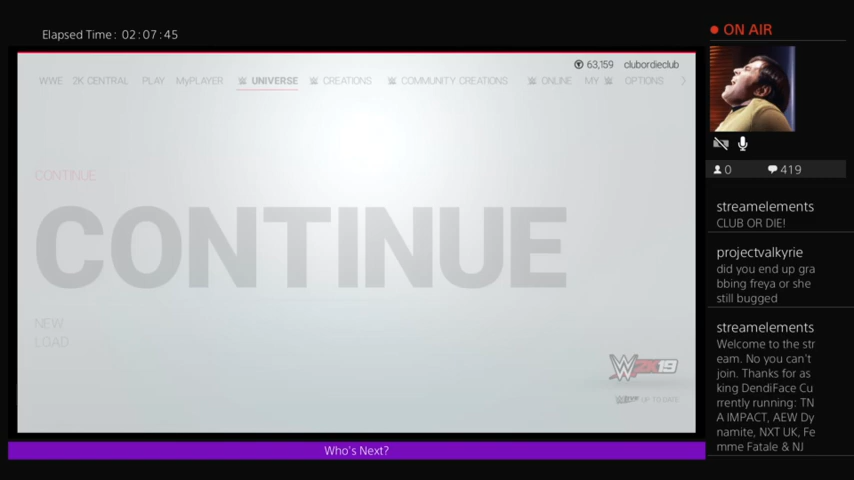 Elapsed Time: 02:07:45
ON AIR
63,159 clubordieclub
WWE 2K CENTRAL PLAY MyPLAYER UNIVERSE CREATIONS COMMUNITY CREATIONS ONLINE MY OPTIONS
CONTINUE
CONTINUE
NEW
LOAD
2K19
UP TO DATE
0 419
streamelements
CLUB OR DIE!
projectvalkyrie
did you end up gra
bbing freya or she
still bugged
streamelements
Welcome to the str
eam. No you can't
join. Thanks for as
king DendiFace Cu
rrently running: TN
A IMPACT, AEW Dy
namite, NXT UK, Fe
mme Fatale & NJ
Who's Next?